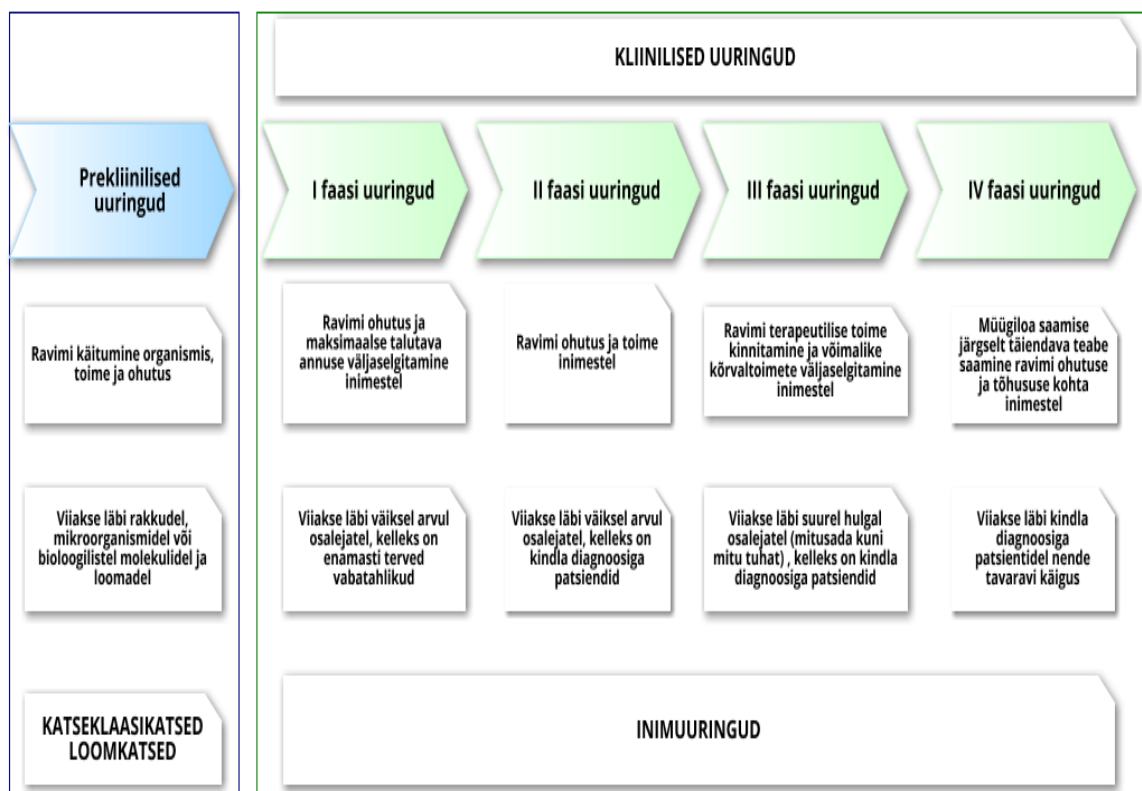 KLIINILISED UURINGUD
Prekliinilised
uuringud
I faasi uuringud
II faasi uuringud
III faasi uuringud
IV faasi uuringud
Ravimi käitumine organismis,
toime ja ohutus
Ravimi ohutus ja
maksimaalse talutava
annuse väljaselgitamine
inimestel
Ravimi ohutus ja toime
inimestel
Ravimi terapeutilise toime
kinnitamine ja võimalike
kõrvaltoimete väljaselgitamine
inimestel
Müügiloa saamise
järgselt täiendava teabe
saamine ravimi ohutuse
ja tõhususe kohta
inimestel
Viiakse läbi rakkudel,
mikroorganismidel või
bioloogilistel molekulidel ja
loomadel
Viiakse läbi väiksel arvul
osalejatel, kelleks on
enamasti terved
vabatahlikud
Viiakse läbi väiksel arvul
osalejatel, kelleks on
kindla diagnoosiga
patsiendid
Viiakse läbi suurel hulgal
osalejatel (mitusada kuni
mitu tuhat) , kelleks on kindla
diagnoosiga patsiendid
Viiakse läbi kindla
diagnoosiga
patsientidel nende
tavaravi käigus
KATSEKLAASIKATSED
LOOMKATSED
INIMUURINGUD